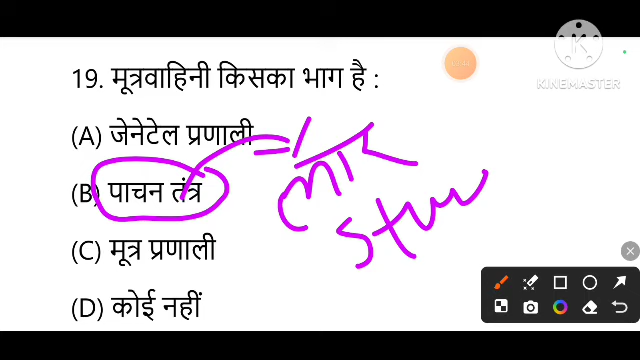 KINEMASTER
19. मूत्रवाहिनी किसका भाग है :
(A) जेनेटेल प्रणाली
(B) पाचन तंत्र
(C) मूत्र प्रणाली
(D) कोई नहीं